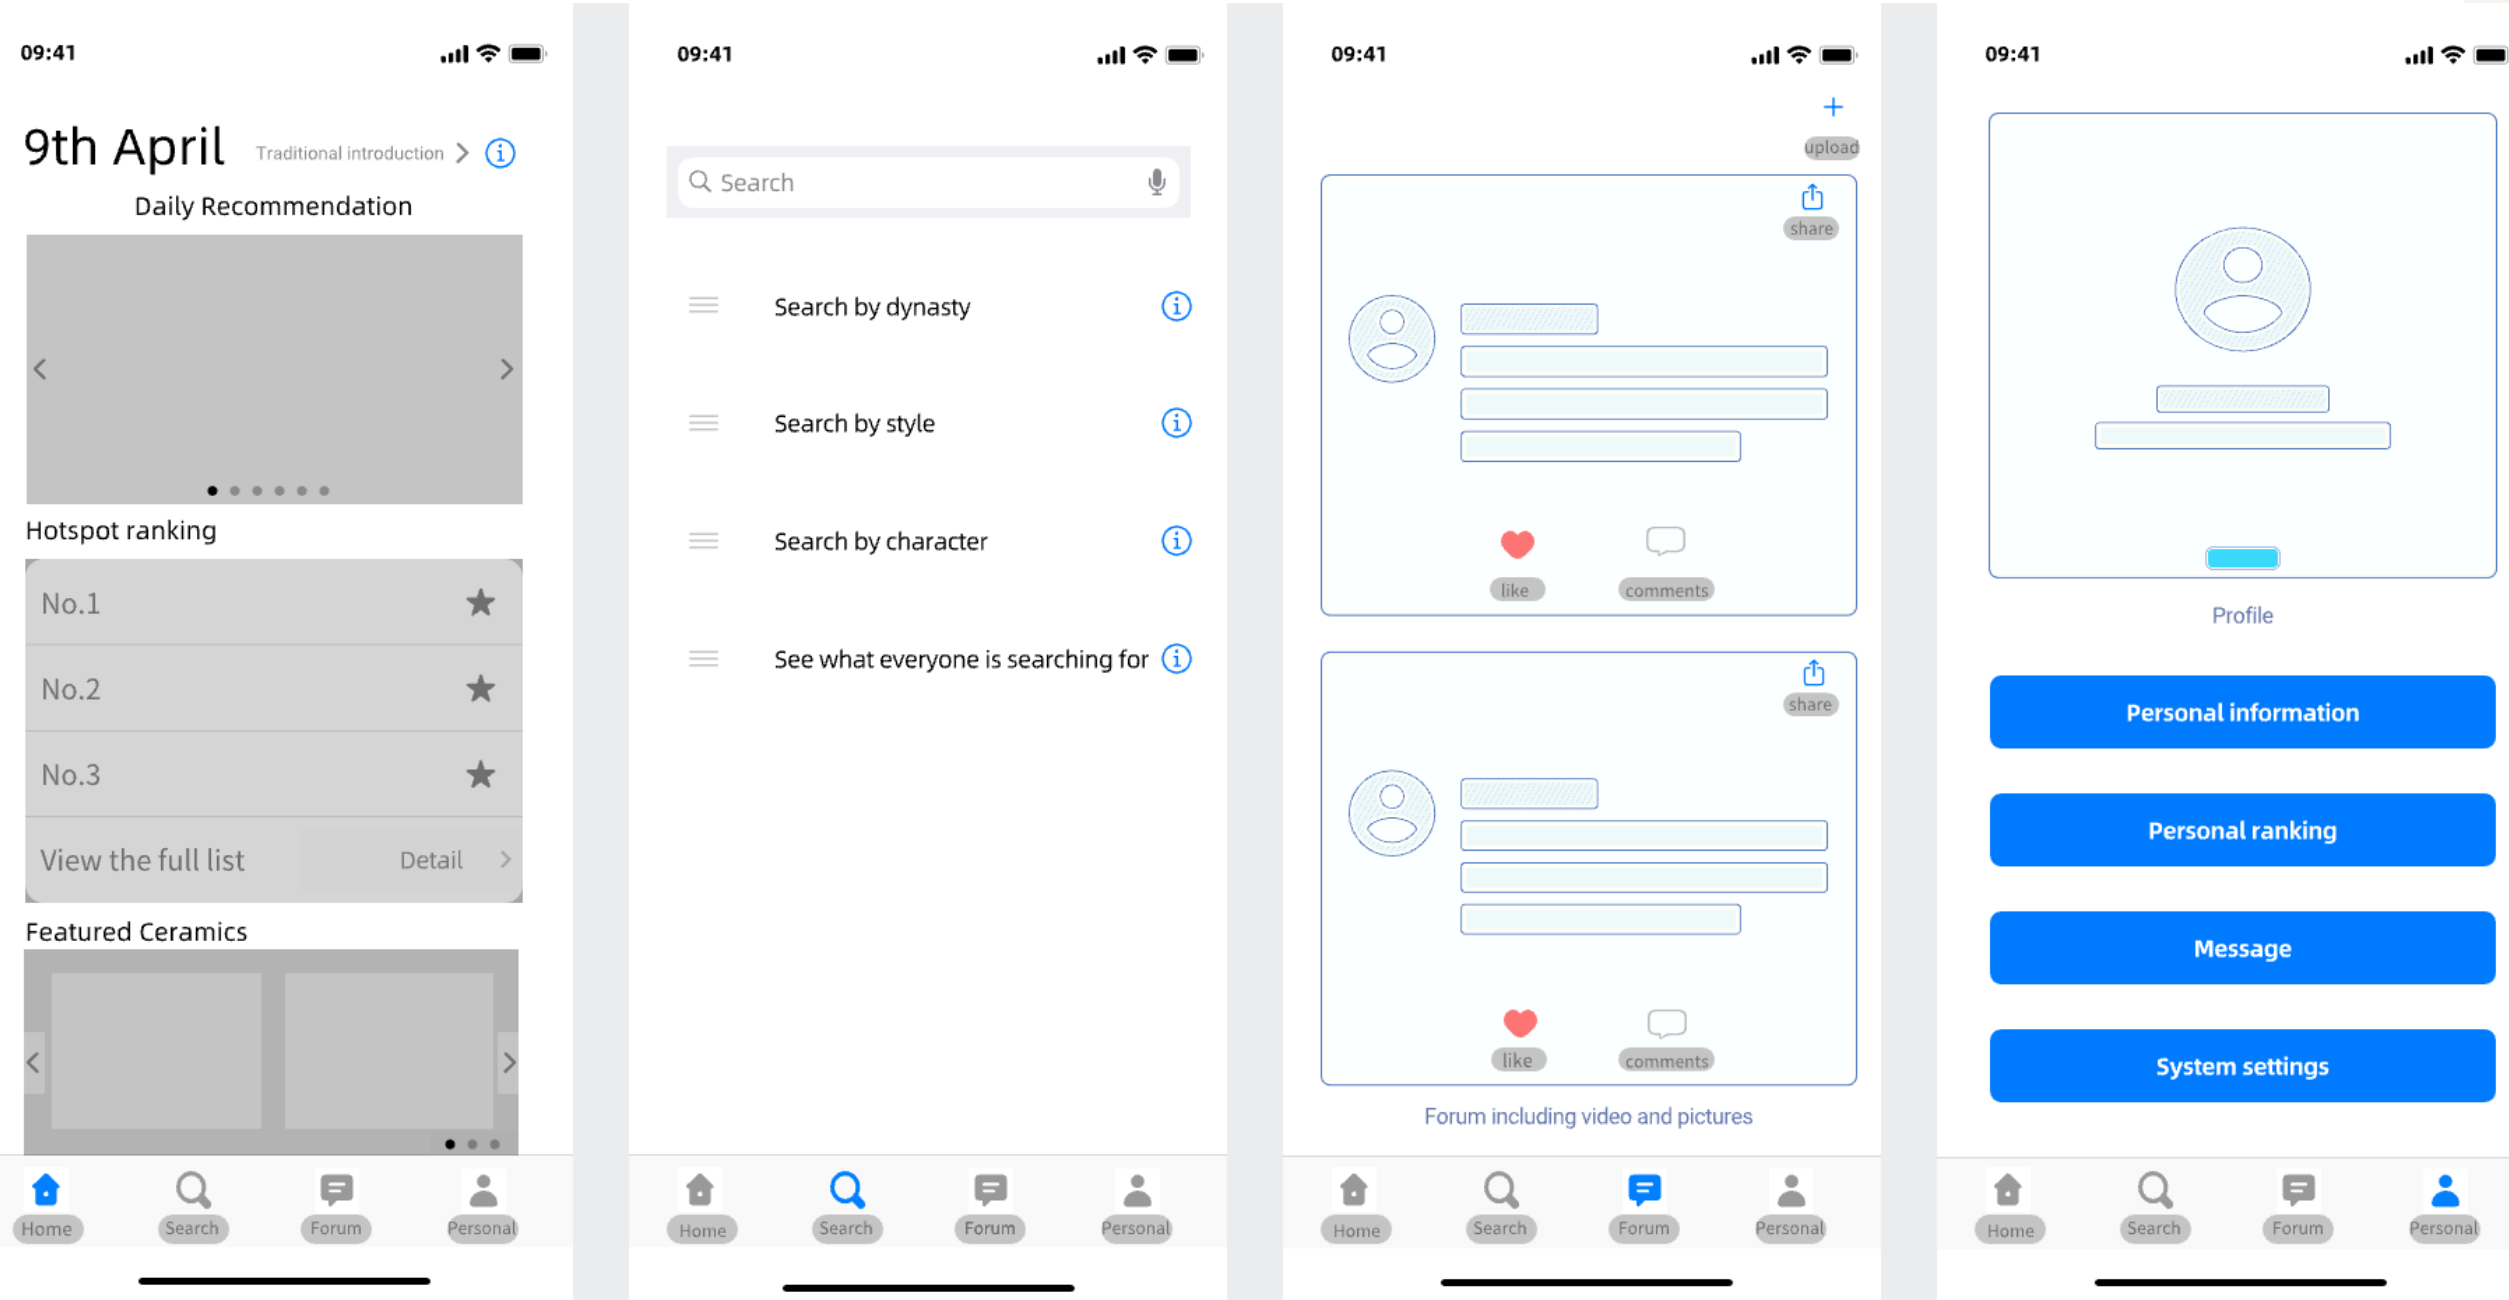 09:41
9th April
Traditional introduction
Daily Recommendation
Hotspot ranking
No.1
No.2
No.3
View the full list Detail
Featured Ceramics
Home Search Forum Personal
09:41
Search
Search by dynasty
Search by style
Search by character
See what everyone is searching for
Home Search Forum Personal
09:41
upload
share
like comments
share
like comments
Forum including video and pictures
Home Search Forum Personal
09:41
Profile
Personal information
Personal ranking
Message
System settings
Home Search Forum Personal